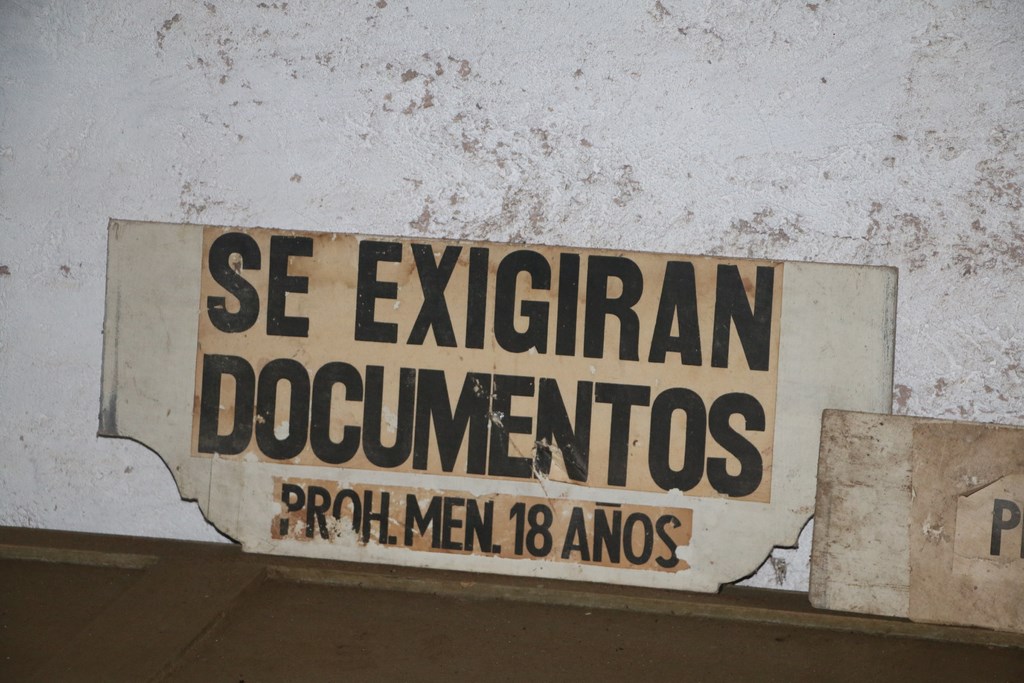 SE EXIGIRAN
DOCUMENTOS
PROH. MEN. 18 AÑOS